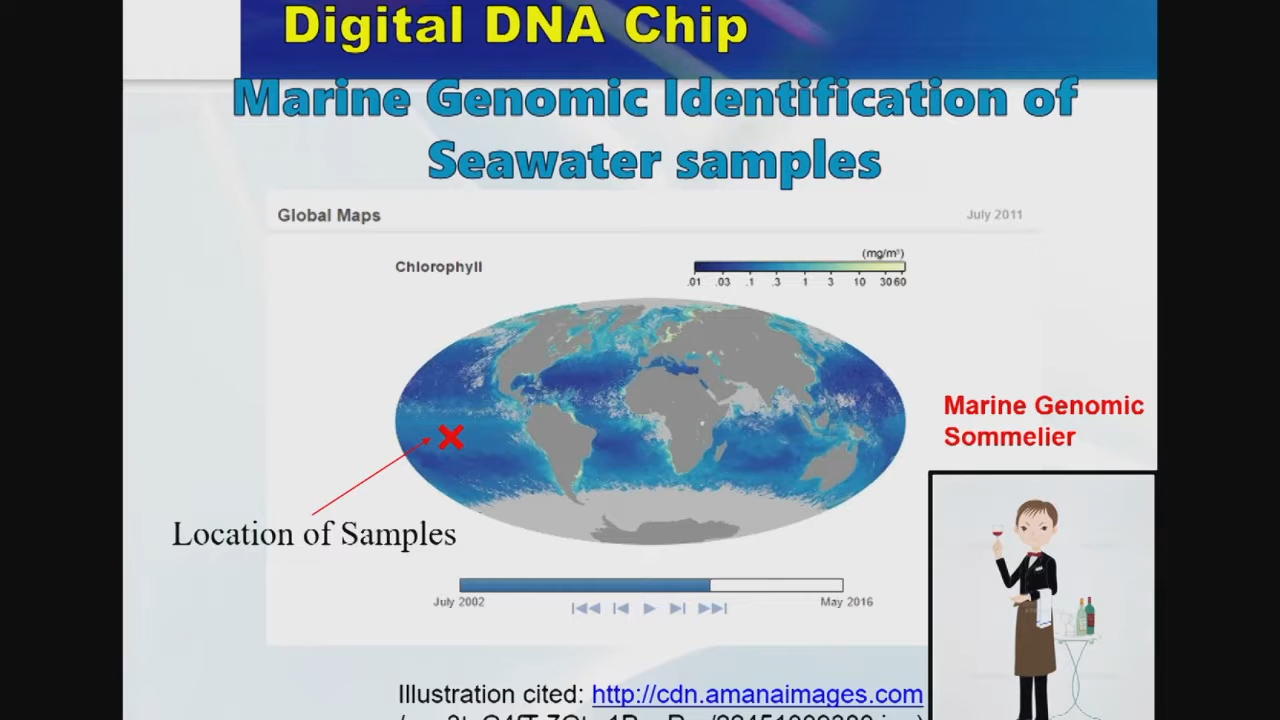 Digital DNA Chip
Marine Genomic Identification of
Seawater samples
Global Maps
July 2011
Chlorophyll
(mg/m³)
.01 .03 .1 .3 1 3 10 30 60
Marine Genomic
Sommelier
Location of Samples
July 2002
May 2016
Illustration cited: http://cdn.amanaimages.com